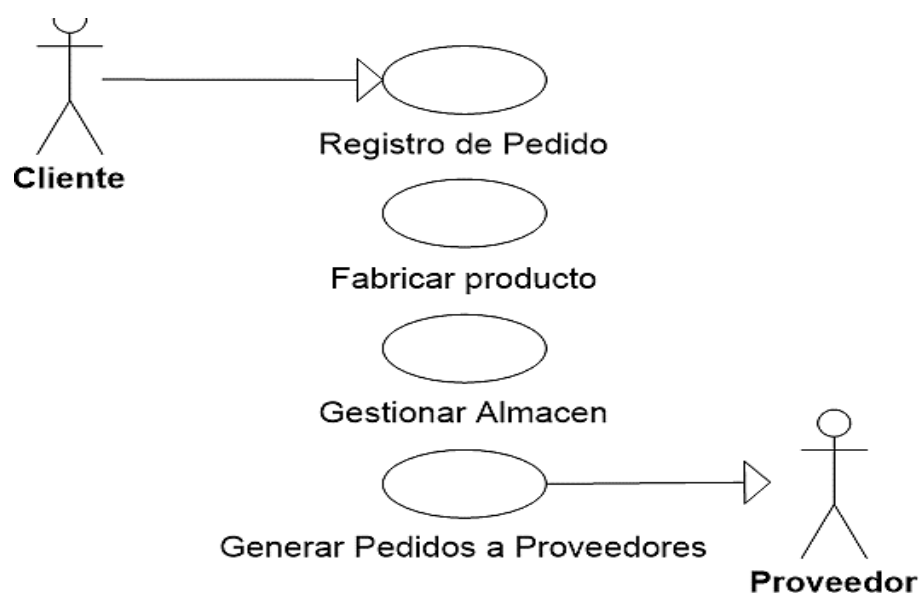 Cliente
Registro de Pedido
Fabricar producto
Gestionar Almacen
Generar Pedidos a Proveedores
Proveedor